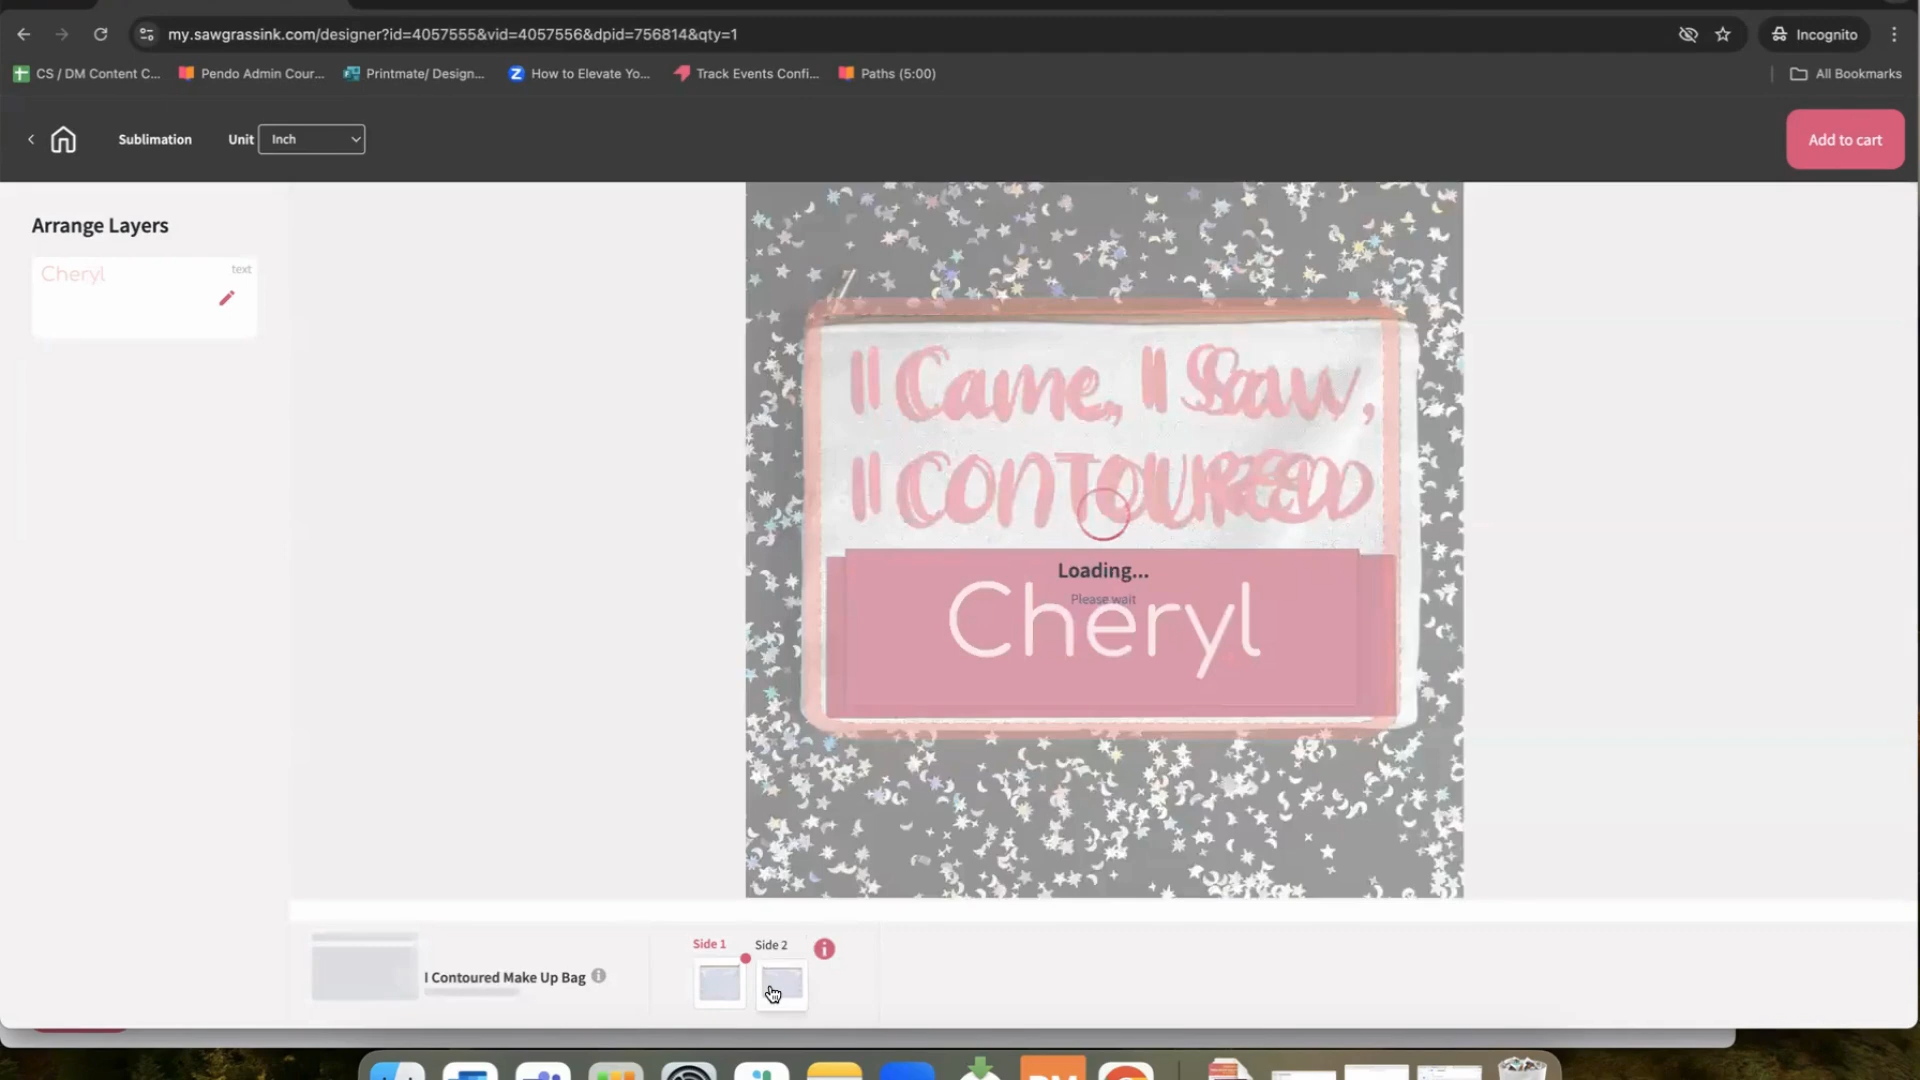 my.sawgrassink.com/designer?id=4057555&vid=4057556&dpid=756814&qty=1
Incognito
CS / DM Content C...
Pendo Admin Cour...
Printmate/ Design...
How to Elevate Yo...
Track Events Confi...
Paths (5:00)
All Bookmarks
Sublimation
Unit
Inch
Add to cart
Arrange Layers
Cheryl
text
I Came, I Saw,
I CONTOURED
Loading...
Please wait
Cheryl
I Contoured Make Up Bag
Side 1
Side 2